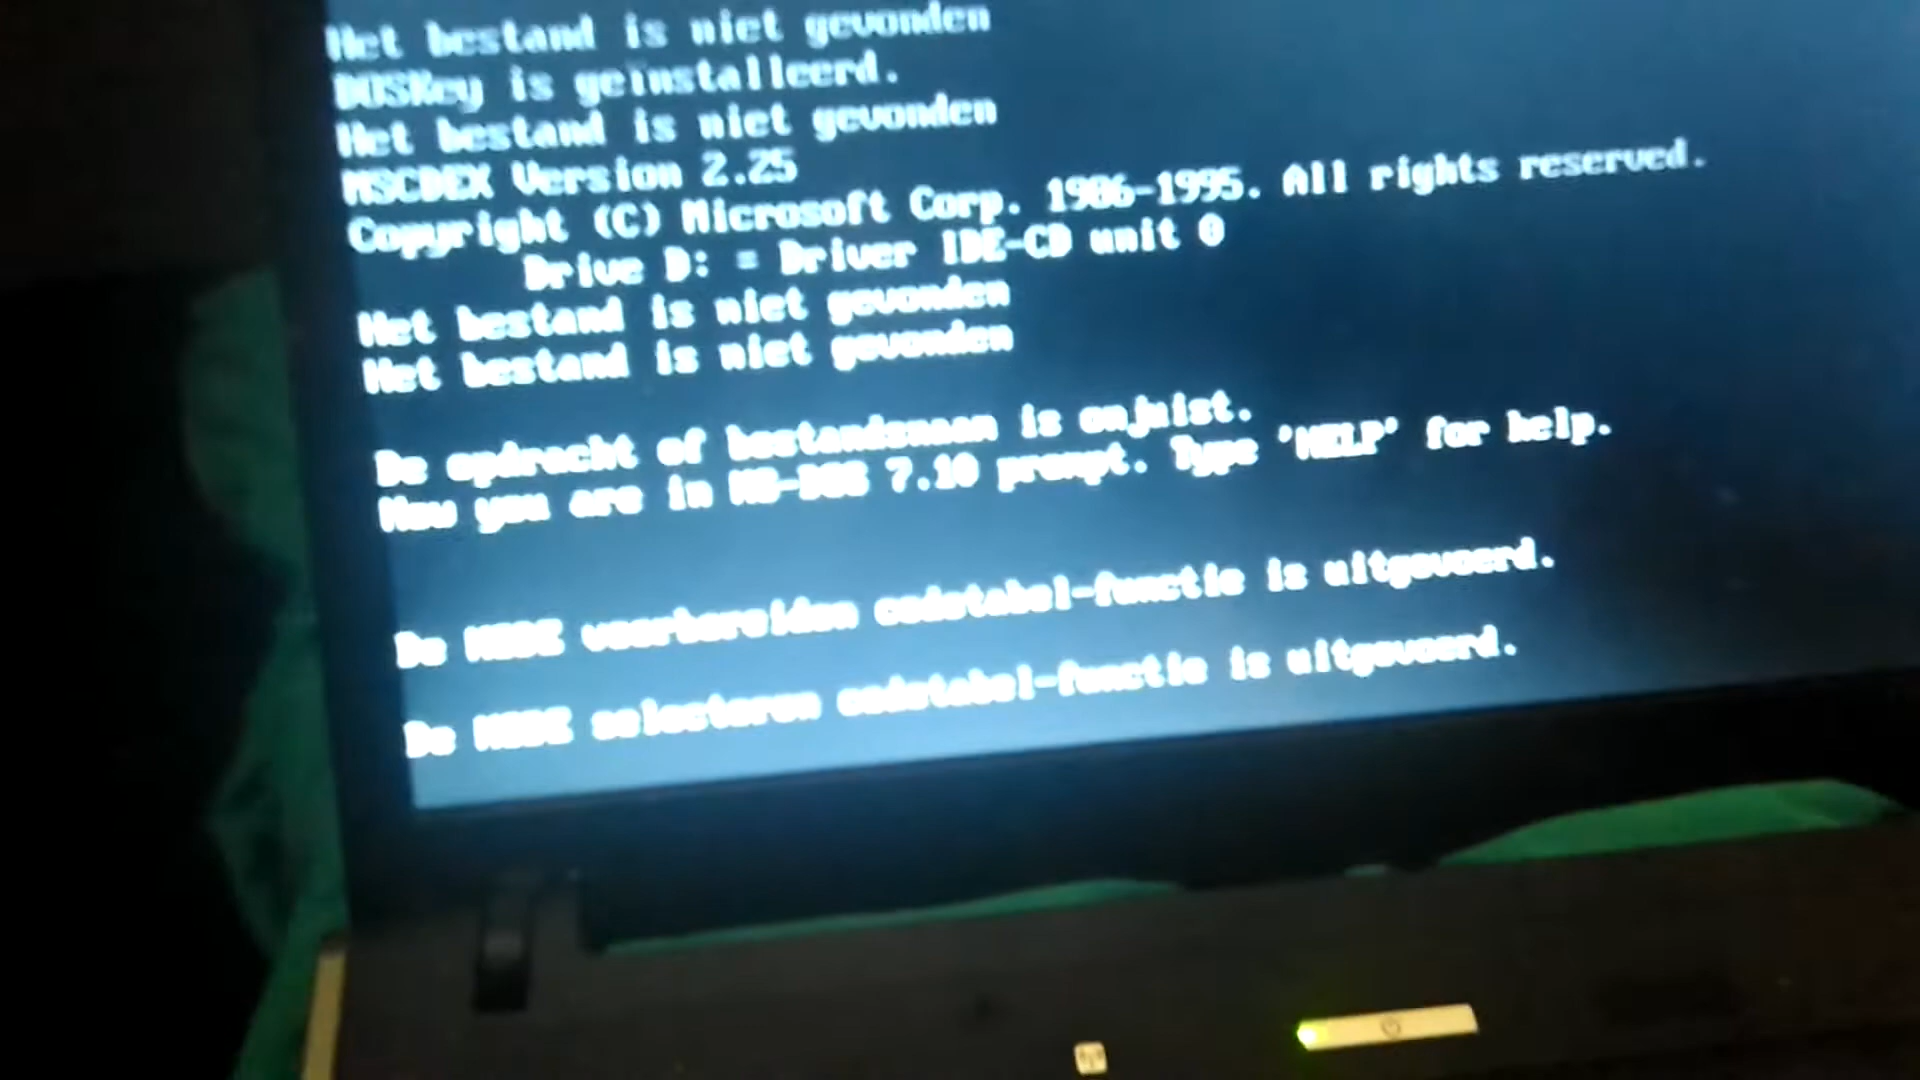 Het bestand is niet gevonden
DOSKey is geïnstalleerd.
Het bestand is niet gevonden
MSCDEX Version 2.25
Copyright (C) Microsoft Corp. 1986-1995. All rights reserved.
Drive D: = Driver IDE-CD unit 0
Het bestand is niet gevonden
Het bestand is niet gevonden
De opdracht of bestandsnaam is onjuist.
Now you are in MS-DOS 7.10 prompt. Type 'HELP' for help.
De MODE voorbereiden codetabel-functie is uitgevoerd.
De MODE selecteren codetabel-functie is uitgevoerd.